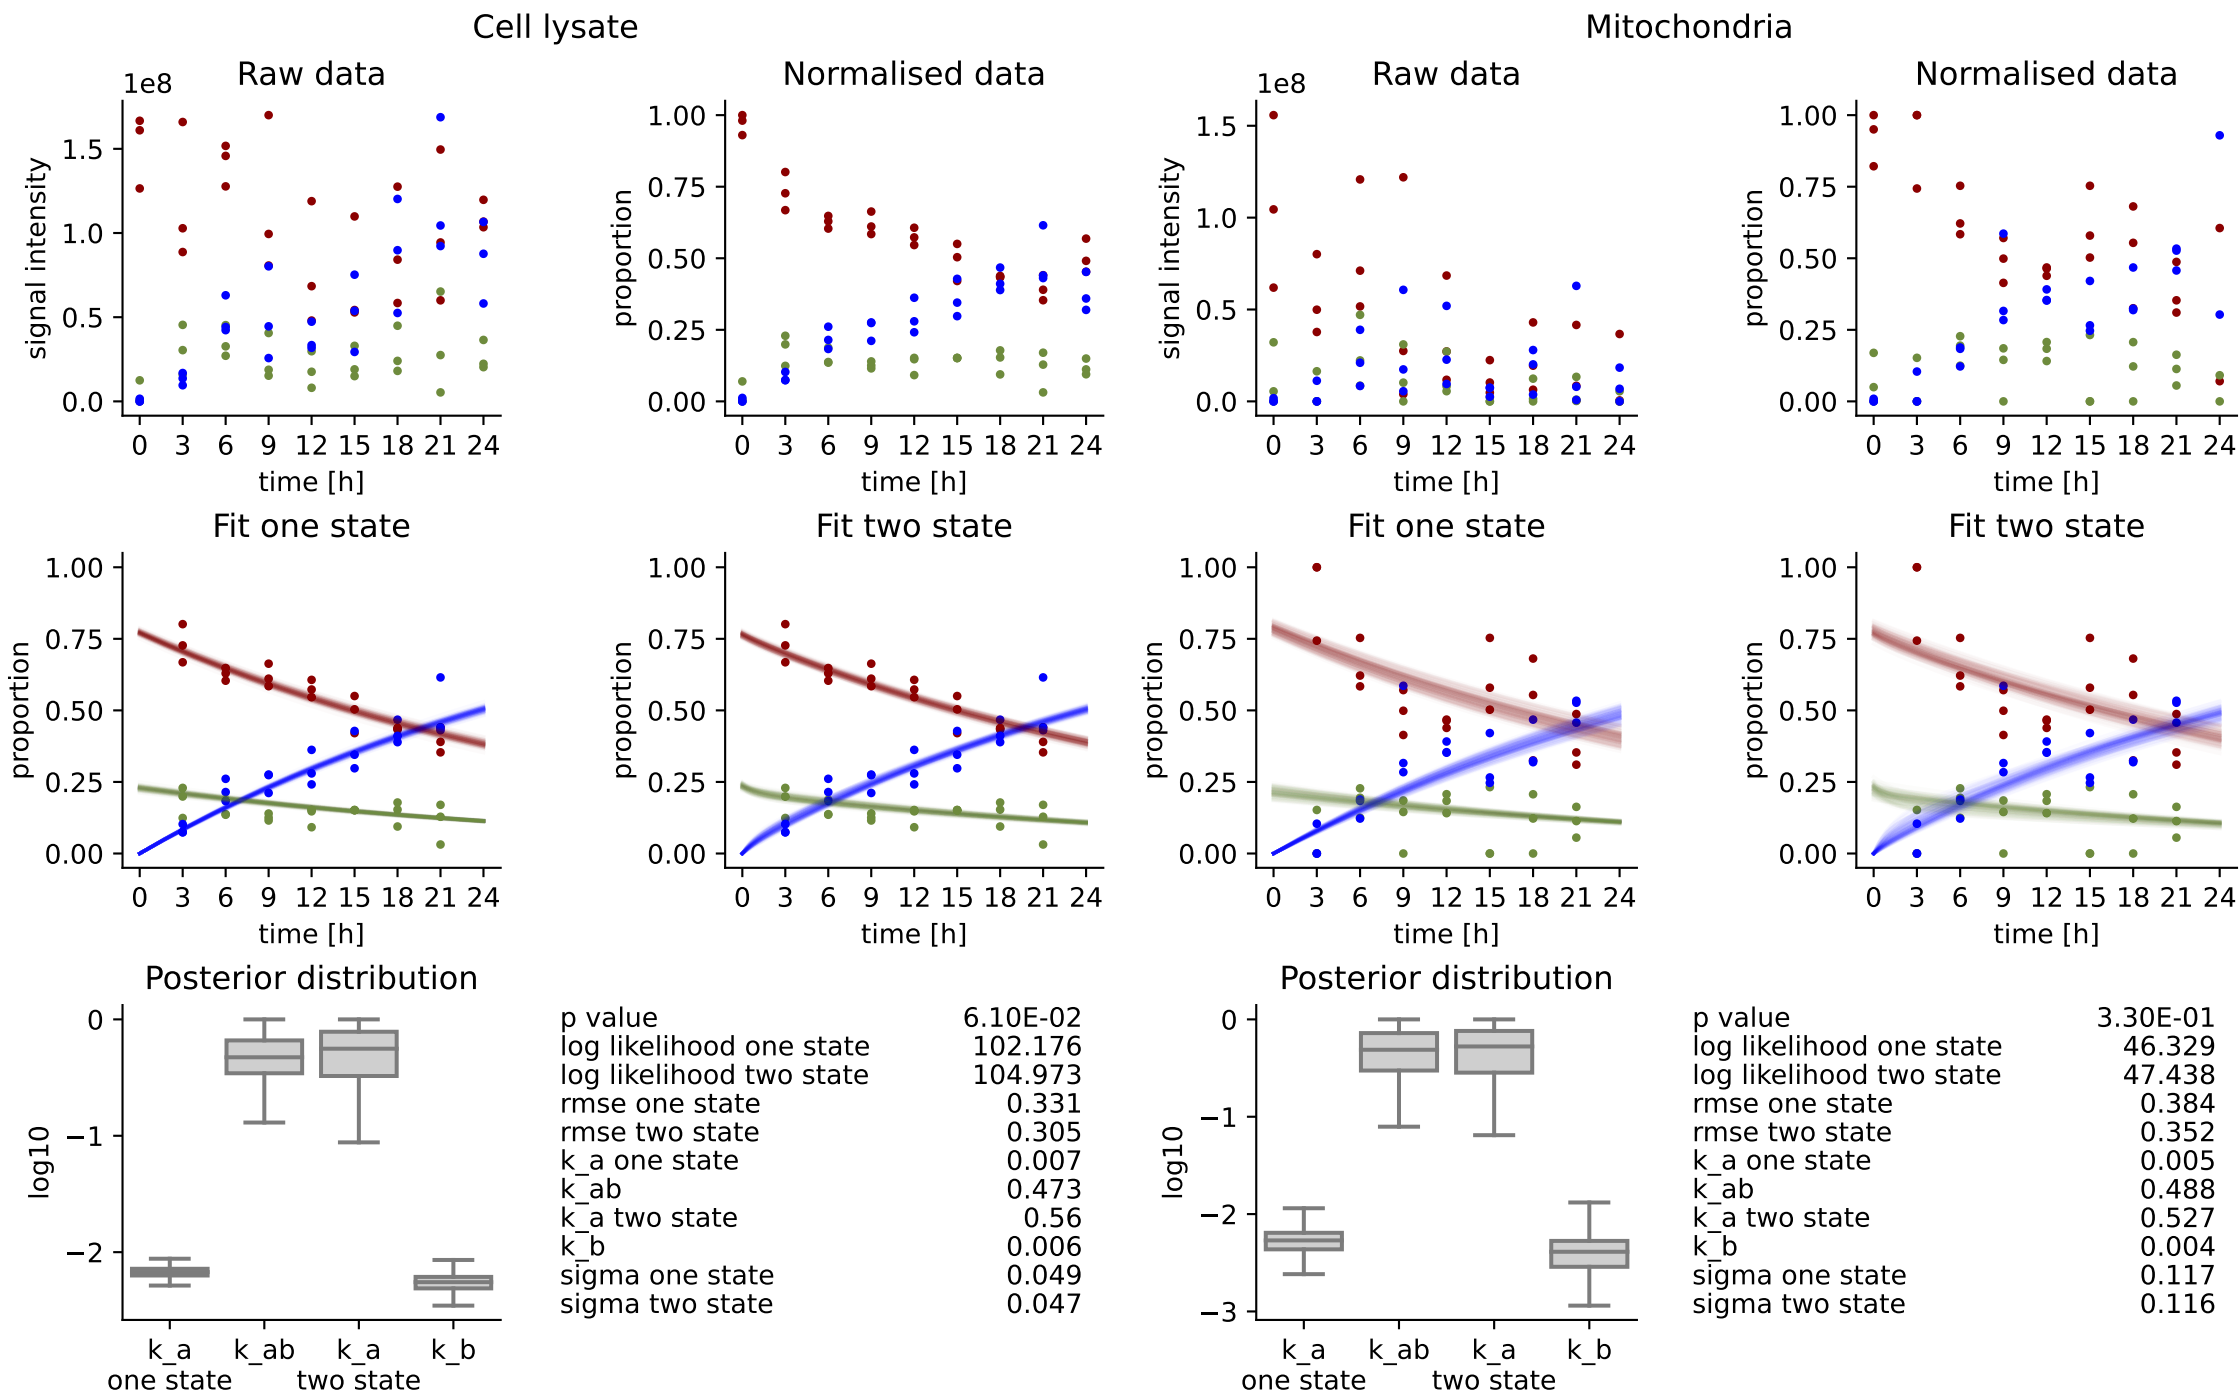 Cell lysate
Mitochondria
Raw data
Normalised data
Raw data
Normalised data
1e8
signal intensity
1.5
1.0
0.5
0.0
0 3 6 9 12 15 18 21 24
time [h]
proportion
1.00
0.75
0.50
0.25
0.00
0 3 6 9 12 15 18 21 24
time [h]
1e8
signal intensity
1.5
1.0
0.5
0.0
0 3 6 9 12 15 18 21 24
time [h]
proportion
1.00
0.75
0.50
0.25
0.00
0 3 6 9 12 15 18 21 24
time [h]
Fit one state
proportion
1.00
0.75
0.50
0.25
0.00
0 3 6 9 12 15 18 21 24
time [h]
Fit two state
proportion
1.00
0.75
0.50
0.25
0.00
0 3 6 9 12 15 18 21 24
time [h]
Fit one state
proportion
1.00
0.75
0.50
0.25
0.00
0 3 6 9 12 15 18 21 24
time [h]
Fit two state
proportion
1.00
0.75
0.50
0.25
0.00
0 3 6 9 12 15 18 21 24
time [h]
Posterior distribution
log10
0
−1
−2
k_a k_ab k_a k_b
one state two state
p value 6.10E-02
log likelihood one state 102.176
log likelihood two state 104.973
rmse one state 0.331
rmse two state 0.305
k_a one state 0.007
k_ab 0.473
k_a two state 0.56
k_b 0.006
sigma one state 0.049
sigma two state 0.047
Posterior distribution
log10
0
−1
−2
−3
k_a k_ab k_a k_b
one state two state
p value 3.30E-01
log likelihood one state 46.329
log likelihood two state 47.438
rmse one state 0.384
rmse two state 0.352
k_a one state 0.005
k_ab 0.488
k_a two state 0.527
k_b 0.004
sigma one state 0.117
sigma two state 0.116